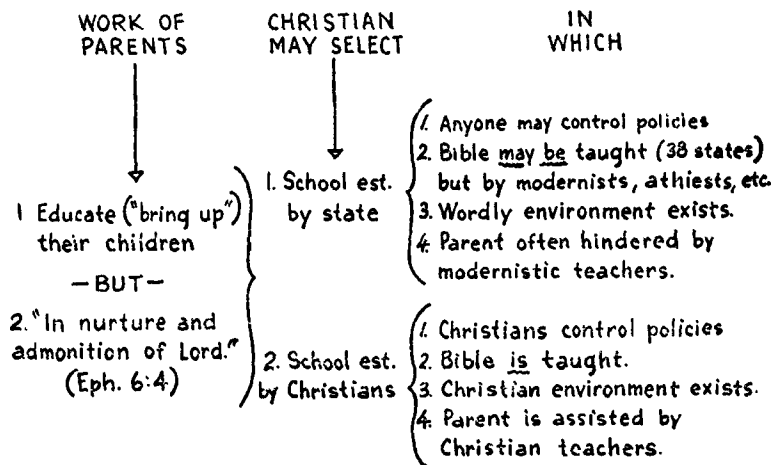 WORK OF
PARENTS
CHRISTIAN
MAY SELECT
IN
WHICH
1 Educate ("bring up")
their children
—BUT—
2. "In nurture and
admonition of Lord."
(Eph. 6:4)
1. School est.
by state
2. School est.
by Christians
1. Anyone may control policies
2. Bible may be taught (38 states)
but by modernists, athiests, etc.
3. Wordly environment exists.
4. Parent often hindered by
modernistic teachers.
1. Christians control policies
2. Bible is taught.
3. Christian environment exists.
4. Parent is assisted by
Christian teachers.